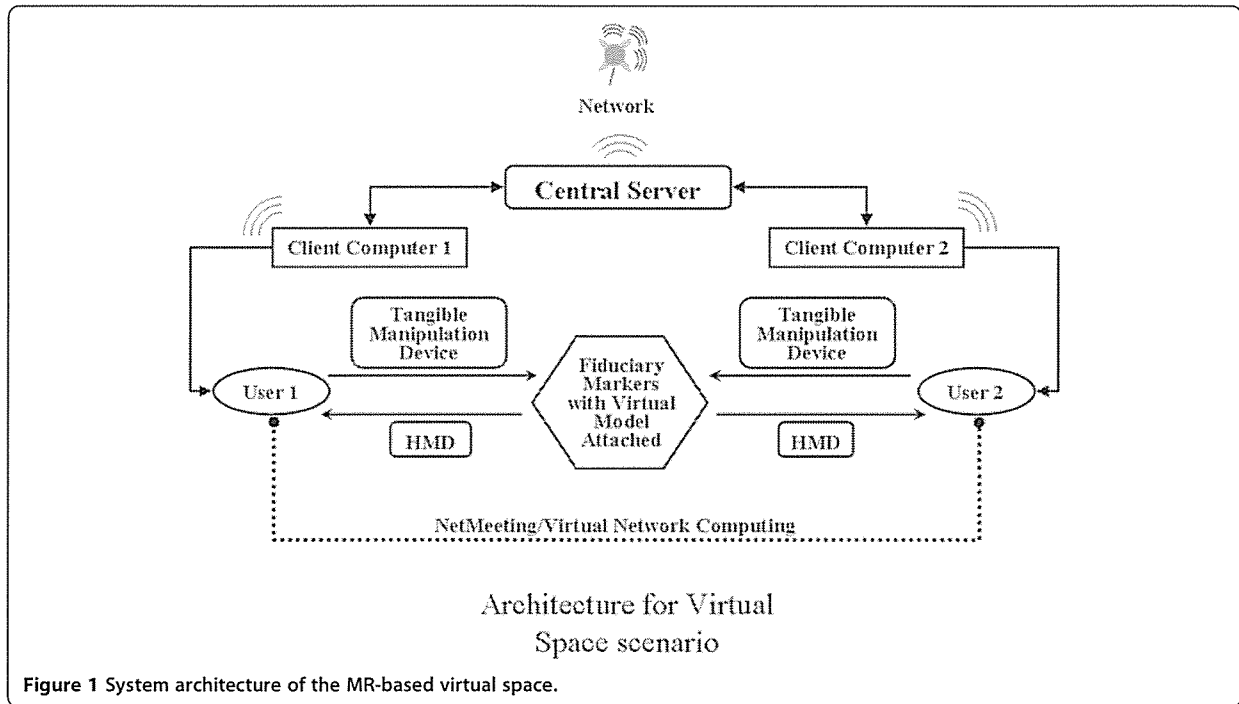 Network
Central Server
Client Computer 1
Client Computer 2
Tangible
Manipulation
Device
Tangible
Manipulation
Device
Fiduciary
Markers
with Virtual
Model
Attached
User 1
User 2
HMD
HMD
NetMeeting/Virtual Network Computing
Architecture for Virtual
Space scenario
Figure 1 System architecture of the MR-based virtual space.